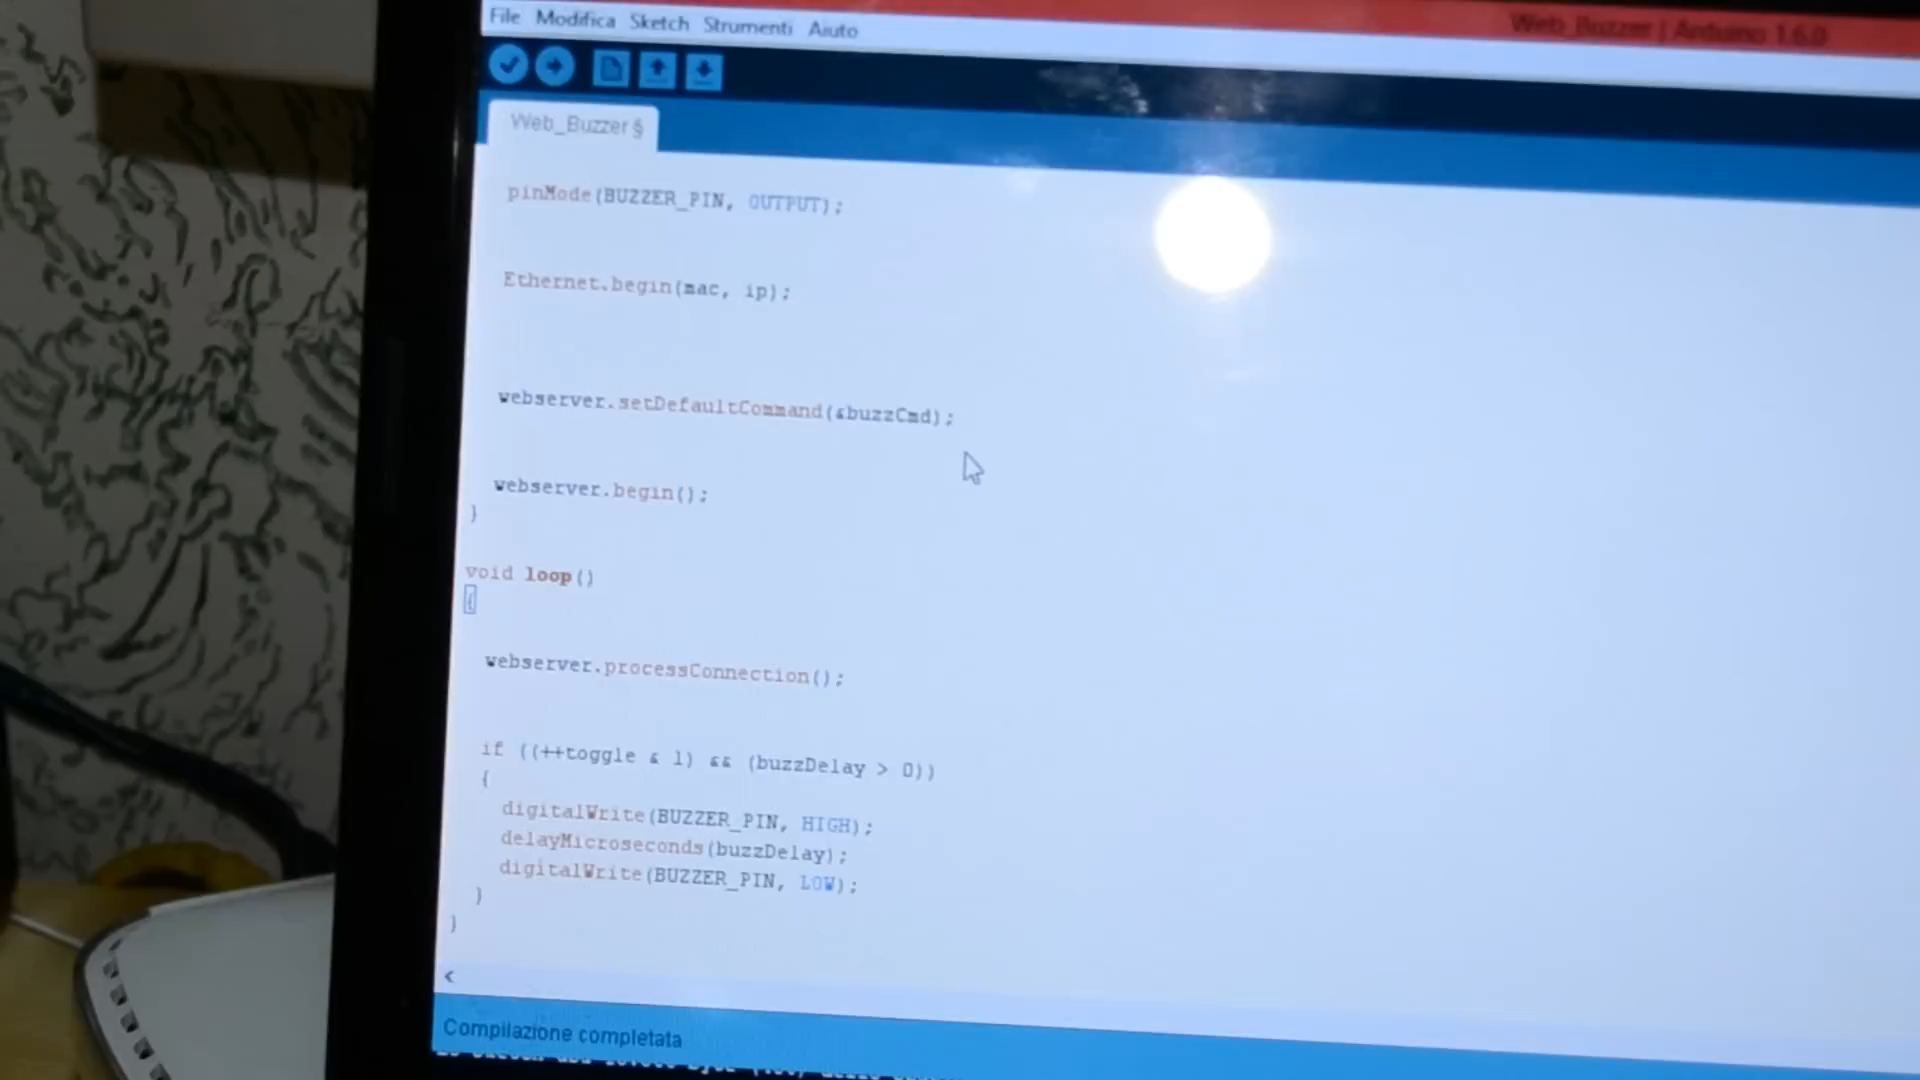 File Modifica Sketch Strumenti Aiuto
Web_Buzzer | Arduino 1.6.0
Web_Buzzer §
pinMode(BUZZER_PIN, OUTPUT);
Ethernet.begin(mac, ip);
webserver.setDefaultCommand(&buzzCmd);
webserver.begin();
}
void loop()
{
webserver.processConnection();
if ((++toggle & 1) && (buzzDelay > 0))
{
digitalWrite(BUZZER_PIN, HIGH);
delayMicroseconds(buzzDelay);
digitalWrite(BUZZER_PIN, LOW);
}
}
Compilazione completata